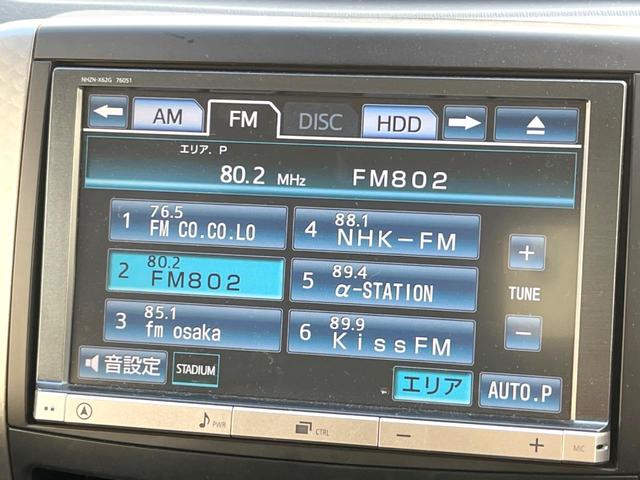 NHZN-X62G 76051
AM FM DISC HDD
エリア. P
80.2 MHz FM802
1 76.5 FM CO.CO.LO
4 88.1 NHK-FM
2 80.2 FM802
5 89.4 α-STATION
3 85.1 fm osaka
6 89.9 KissFM
+
TUNE
-
音設定 STADIUM エリア AUTO.P
PWR CTRL - + MIC